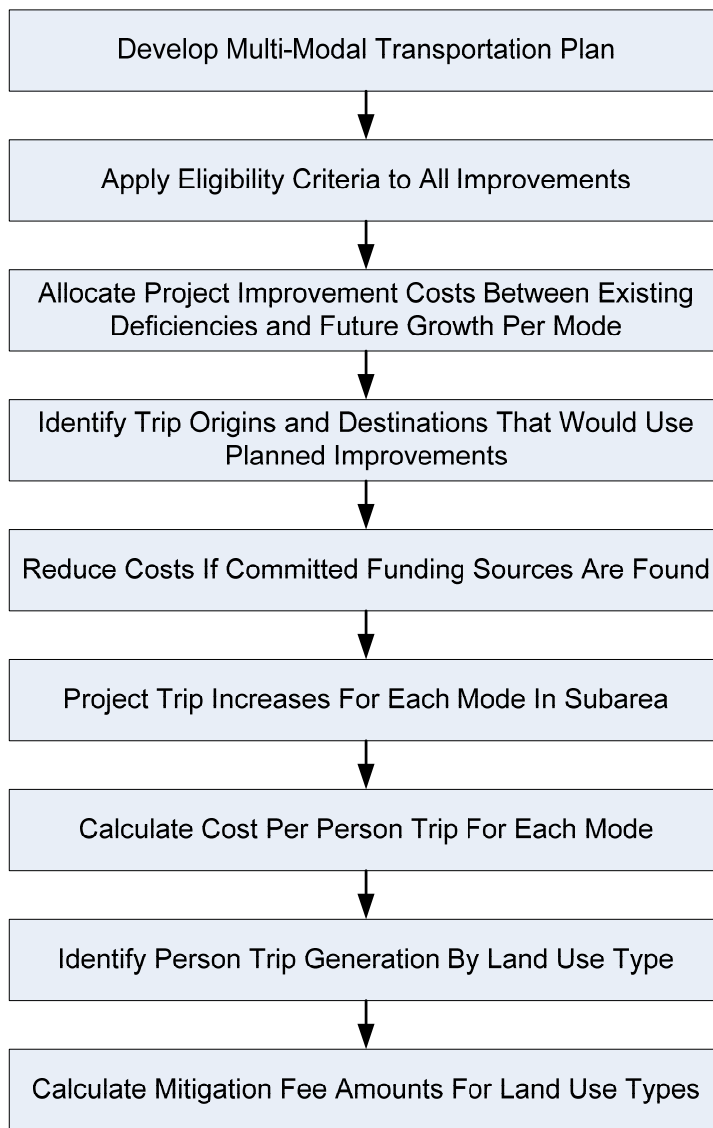 Develop Multi-Modal Transportation Plan
Apply Eligibility Criteria to All Improvements
Allocate Project Improvement Costs Between Existing
Deficiencies and Future Growth Per Mode
Identify Trip Origins and Destinations That Would Use
Planned Improvements
Reduce Costs If Committed Funding Sources Are Found
Project Trip Increases For Each Mode In Subarea
Calculate Cost Per Person Trip For Each Mode
Identify Person Trip Generation By Land Use Type
Calculate Mitigation Fee Amounts For Land Use Types